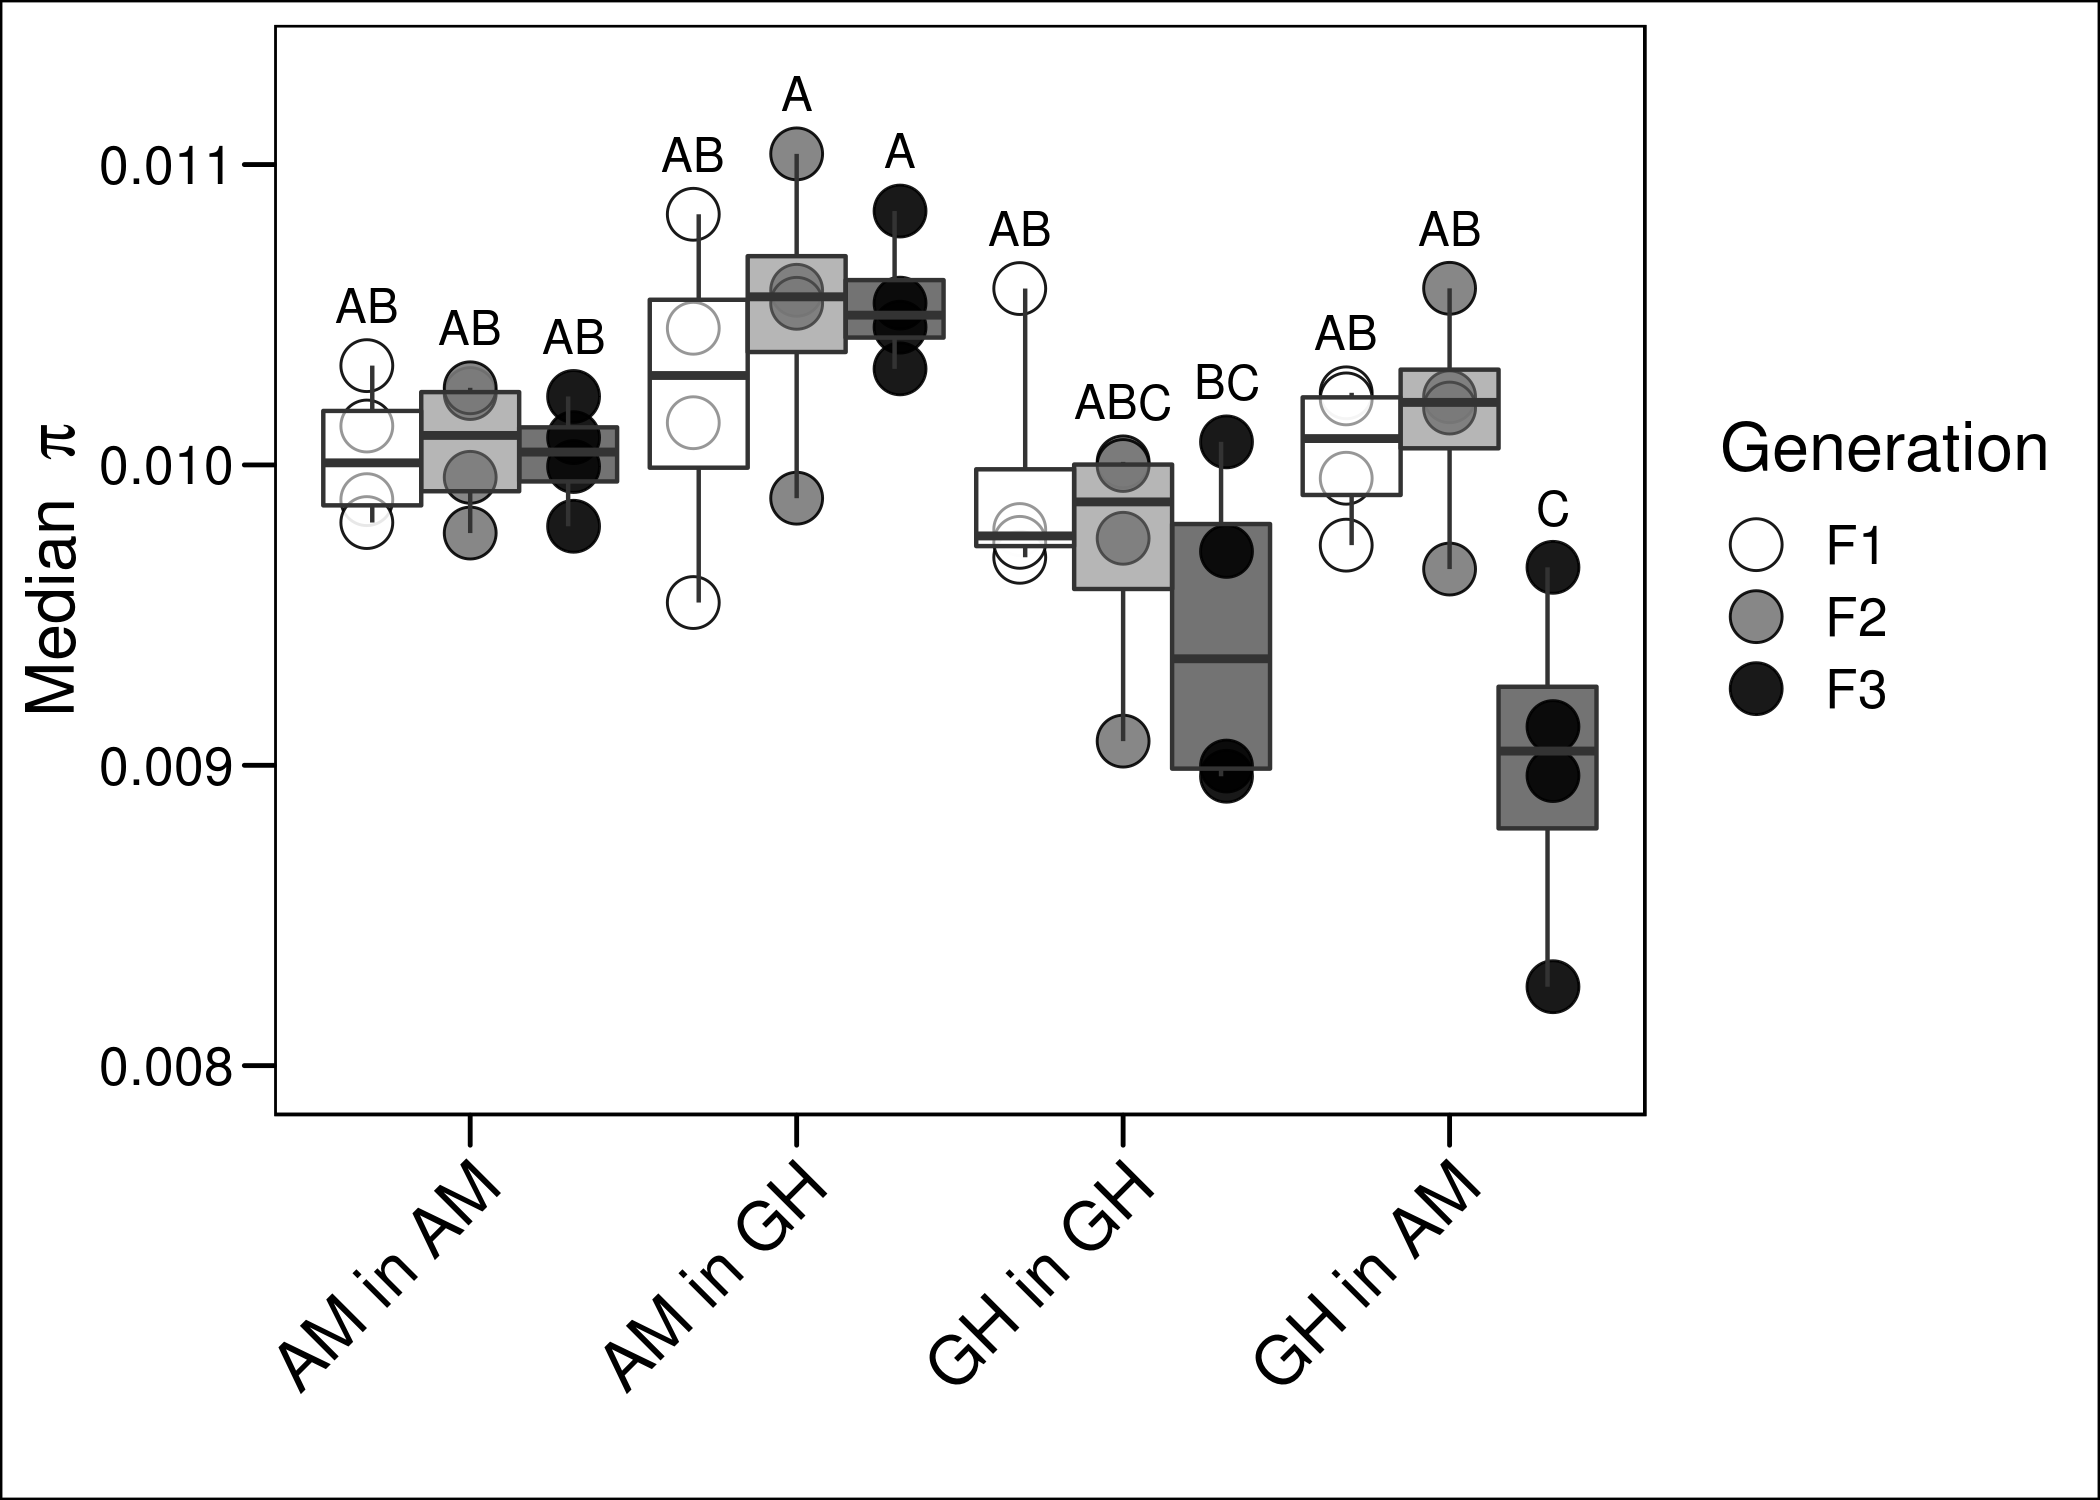 Median π
0.011
0.010
0.009
0.008
AB
AB
AB
AB
A
A
AB
ABC
BC
AB
AB
C
AM in AM
AM in GH
GH in GH
GH in AM
Generation
F1
F2
F3